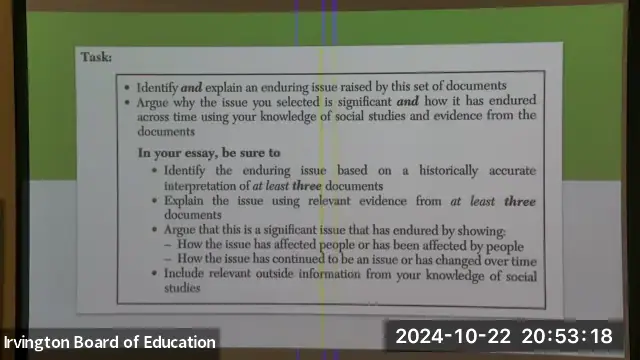 Task:
• Identify and explain an enduring issue raised by this set of documents
• Argue why the issue you selected is significant and how it has endured
across time using your knowledge of social studies and evidence from the
documents
In your essay, be sure to
• Identify the enduring issue based on a historically accurate
interpretation of at least three documents
• Explain the issue using relevant evidence from at least three
documents
• Argue that this is a significant issue that has endured by showing:
– How the issue has affected people or has been affected by people
– How the issue has continued to be an issue or has changed over time
• Include relevant outside information from your knowledge of social
studies
Irvington Board of Education
2024-10-22 20:53:18